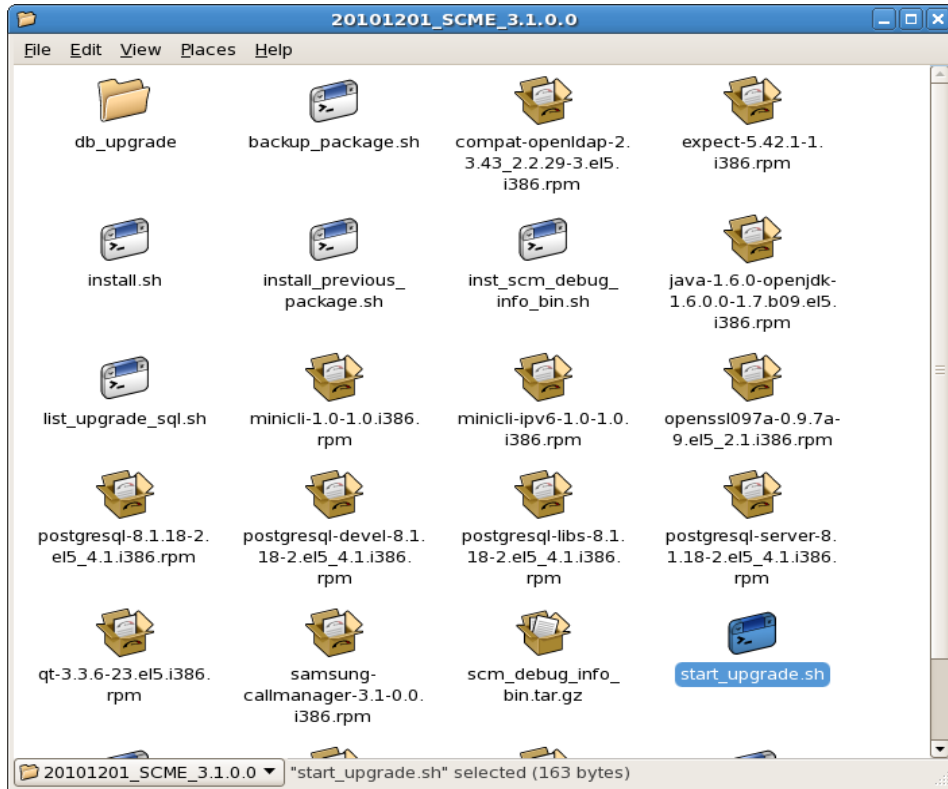 20101201_SCME_3.1.0.0
File Edit View Places Help
db_upgrade
backup_package.sh
compat-openldap-2.
3.43_2.2.29-3.el5.
i386.rpm
expect-5.42.1-1.
i386.rpm
install.sh
install_previous_
package.sh
inst_scm_debug_
info_bin.sh
java-1.6.0-openjdk-
1.6.0.0-1.7.b09.el5.
i386.rpm
list_upgrade_sql.sh
minicli-1.0-1.0.i386.
rpm
minicli-ipv6-1.0-1.0.
i386.rpm
openssl097a-0.9.7a-
9.el5_2.1.i386.rpm
postgresql-8.1.18-2.
el5_4.1.i386.rpm
postgresql-devel-8.1.
18-2.el5_4.1.i386.
rpm
postgresql-libs-8.1.
18-2.el5_4.1.i386.
rpm
postgresql-server-8.
1.18-2.el5_4.1.i386.
rpm
qt-3.3.6-23.el5.i386.
rpm
samsung-
callmanager-3.1-0.0.
i386.rpm
scm_debug_info_
bin.tar.gz
start_upgrade.sh
20101201_SCME_3.1.0.0 "start_upgrade.sh" selected (163 bytes)